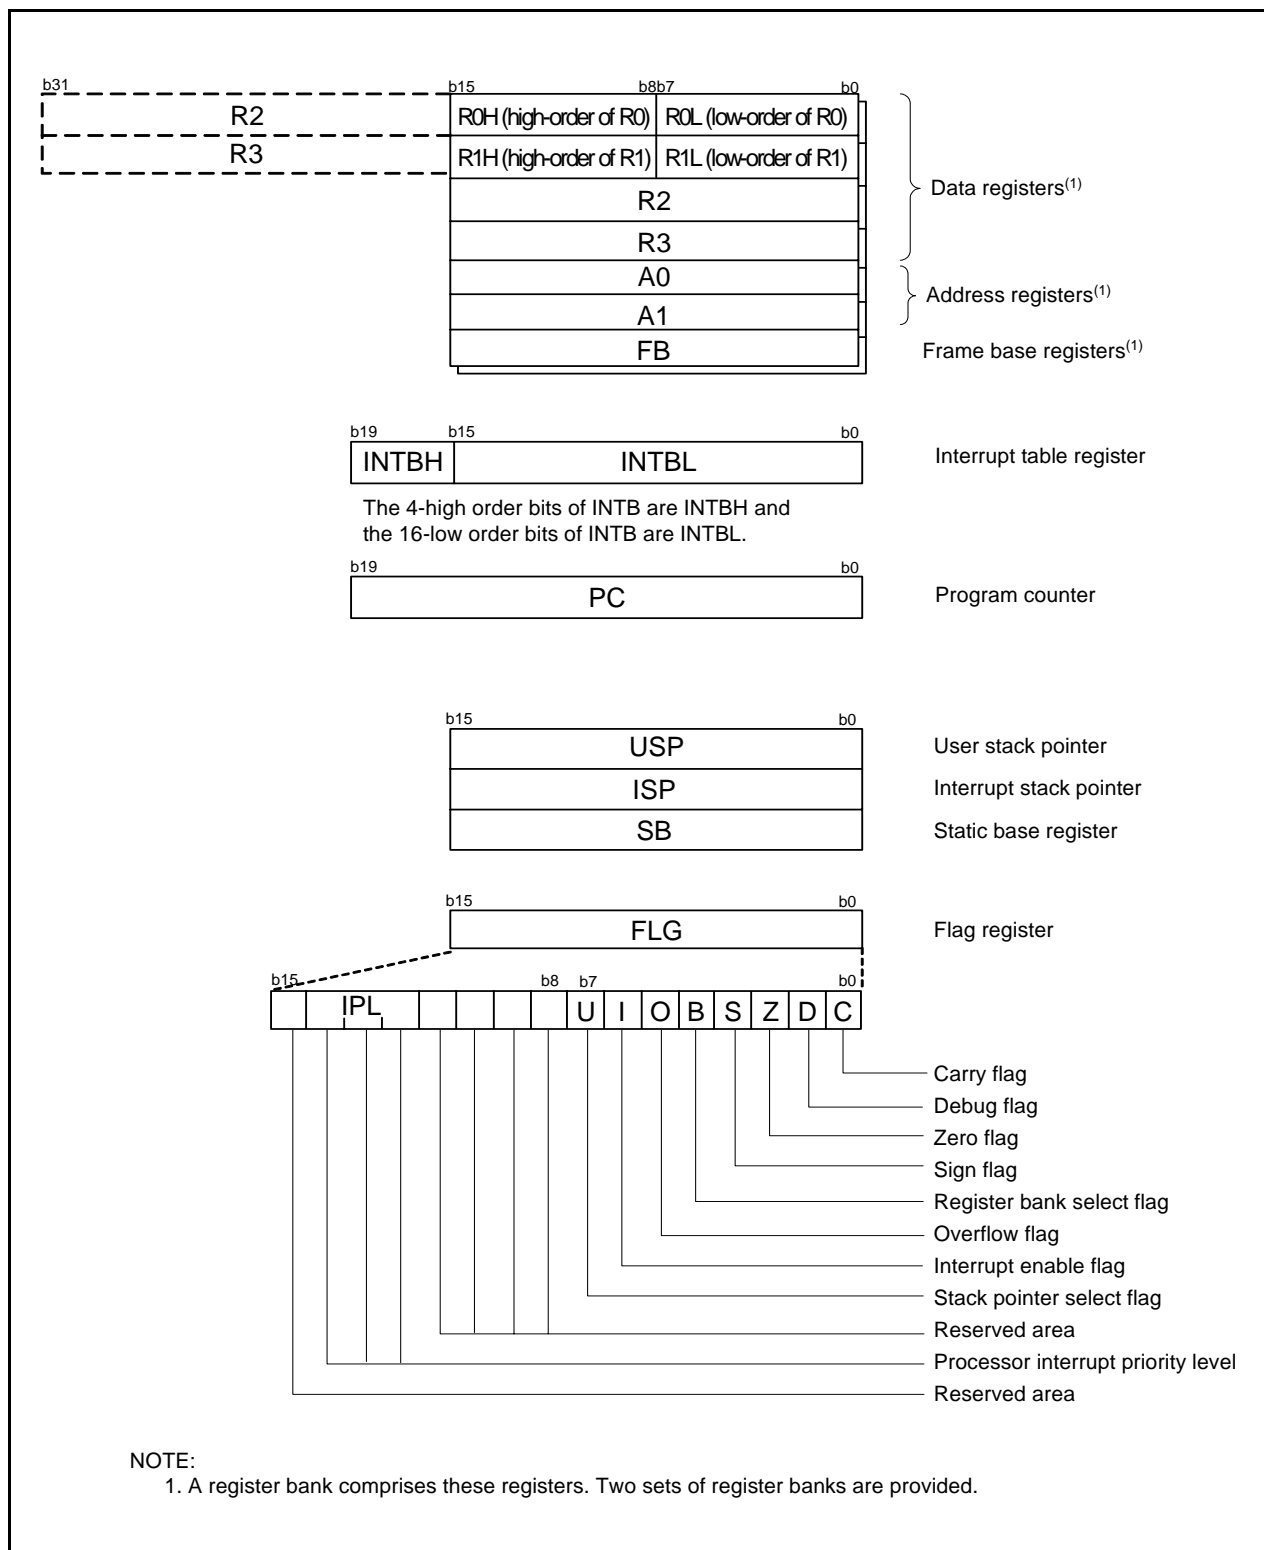 b31 b15 b8b7 b0
R2 R0H (high-order of R0) R0L (low-order of R0)
R3 R1H (high-order of R1) R1L (low-order of R1)
R2
Data registers(1)
R3
A0
Address registers(1)
A1
FB Frame base registers(1)
b19 b15 b0
INTBH INTBL Interrupt table register
The 4-high order bits of INTB are INTBH and
the 16-low order bits of INTB are INTBL.
b19 b0
PC Program counter
b15 b0
USP User stack pointer
ISP Interrupt stack pointer
SB Static base register
b15 b0
FLG Flag register
b15 b8 b7 b0
IPL U I O B S Z D C
Carry flag
Debug flag
Zero flag
Sign flag
Register bank select flag
Overflow flag
Interrupt enable flag
Stack pointer select flag
Reserved area
Processor interrupt priority level
Reserved area
NOTE:
1. A register bank comprises these registers. Two sets of register banks are provided.